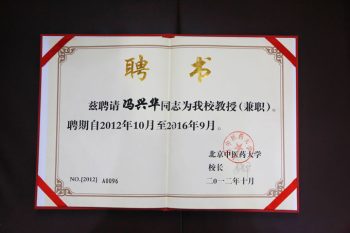 聘书
兹聘请冯兴华同志为我校教授（兼职）。
聘期自2012年10月至2016年9月。
北京中医药大学
校长
二〇一二年十月
NO.[2012] A0096